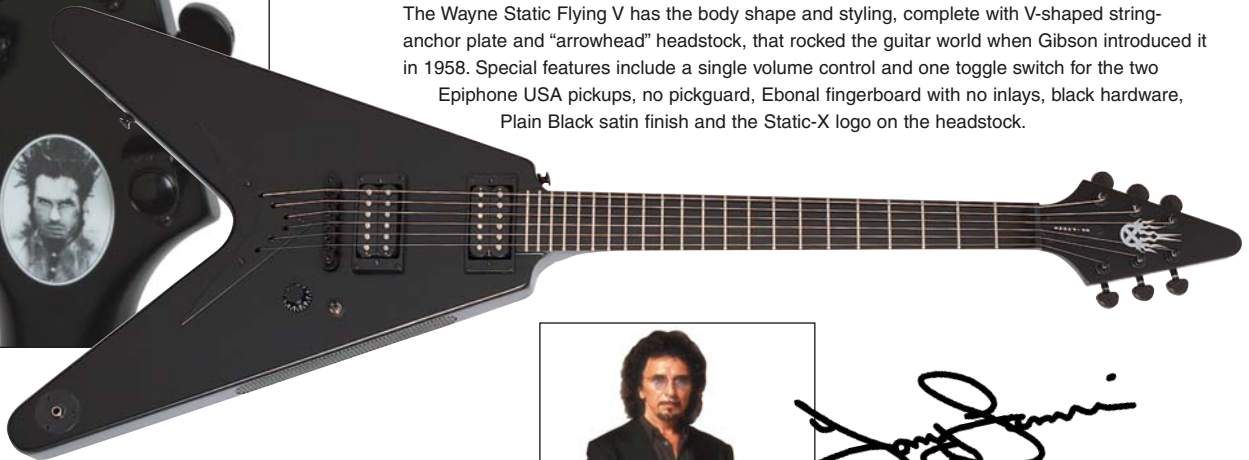 The Wayne Static Flying V has the body shape and styling, complete with V-shaped string-
anchor plate and “arrowhead” headstock, that rocked the guitar world when Gibson introduced it
in 1958. Special features include a single volume control and one toggle switch for the two
Epiphone USA pickups, no pickguard, Ebonal fingerboard with no inlays, black hardware,
Plain Black satin finish and the Static-X logo on the headstock.
Tony Iommi